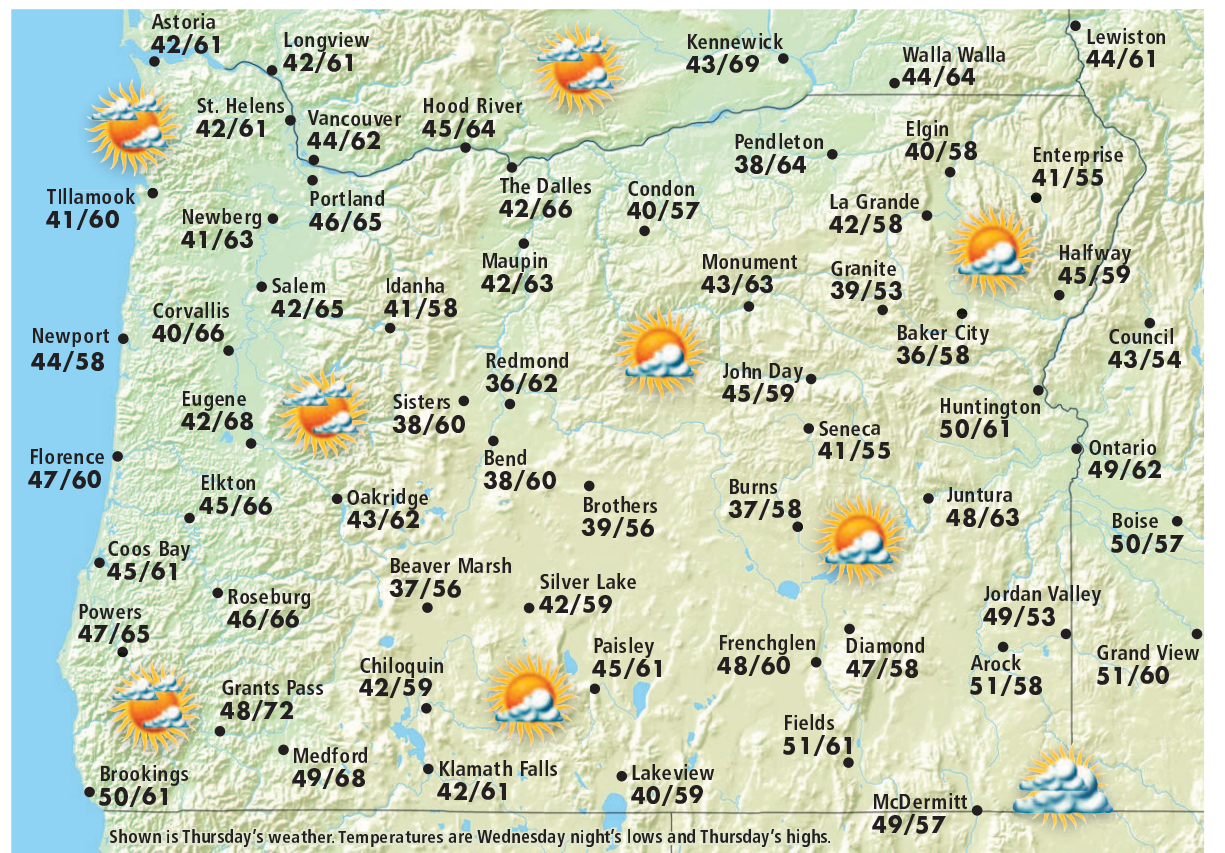 Astoria
42/61
Longview
42/61
Kennewick
43/69
Walla Walla
44/64
Lewiston
44/61
St. Helens
42/61
Vancouver
44/62
Hood River
45/64
Pendleton
38/64
Elgin
40/58
Enterprise
41/55
TIllamook
41/60
Newberg
41/63
Portland
46/65
The Dalles
42/66
Condon
40/57
La Grande
42/58
Maupin
42/63
Monument
43/63
Granite
39/53
Halfway
45/59
Salem
42/65
Idanha
41/58
Corvallis
40/66
Newport
44/58
Baker City
36/58
Council
43/54
Redmond
36/62
John Day
45/59
Eugene
42/68
Sisters
38/60
Huntington
50/61
Seneca
41/55
Ontario
49/62
Florence
47/60
Bend
38/60
Elkton
45/66
Oakridge
43/62
Brothers
39/56
Burns
37/58
Juntura
48/63
Boise
50/57
Coos Bay
45/61
Beaver Marsh
37/56
Silver Lake
42/59
Roseburg
46/66
Powers
47/65
Jordan Valley
49/53
Paisley
45/61
Frenchglen
48/60
Diamond
47/58
Arock
51/58
Grand View
51/60
Chiloquin
42/59
Grants Pass
48/72
Fields
51/61
Medford
49/68
Klamath Falls
42/61
Lakeview
40/59
Brookings
50/61
McDermitt
49/57
Shown is Thursday's weather. Temperatures are Wednesday night's lows and Thursday's highs.